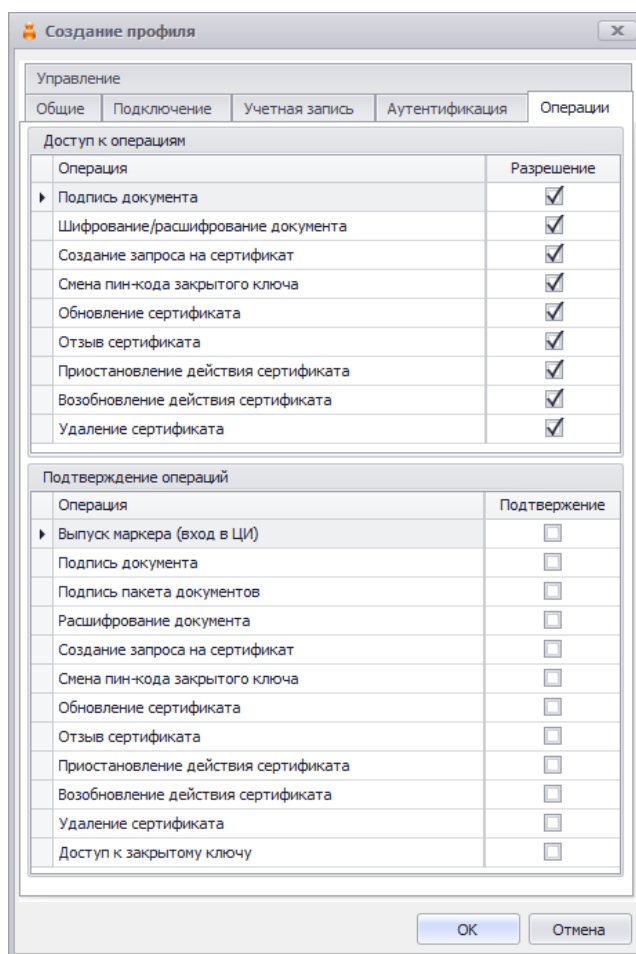 Создание профиля
Управление
Общие Подключение Учетная запись Аутентификация Операции
Доступ к операциям
Операция Разрешение
Подпись документа
Шифрование/расшифрование документа
Создание запроса на сертификат
Смена пин-кода закрытого ключа
Обновление сертификата
Отзыв сертификата
Приостановление действия сертификата
Возобновление действия сертификата
Удаление сертификата
Подтверждение операций
Операция Подтвержение
Выпуск маркера (вход в ЦИ)
Подпись документа
Подпись пакета документов
Расшифрование документа
Создание запроса на сертификат
Смена пин-кода закрытого ключа
Обновление сертификата
Отзыв сертификата
Приостановление действия сертификата
Возобновление действия сертификата
Удаление сертификата
Доступ к закрытому ключу
OK Отмена